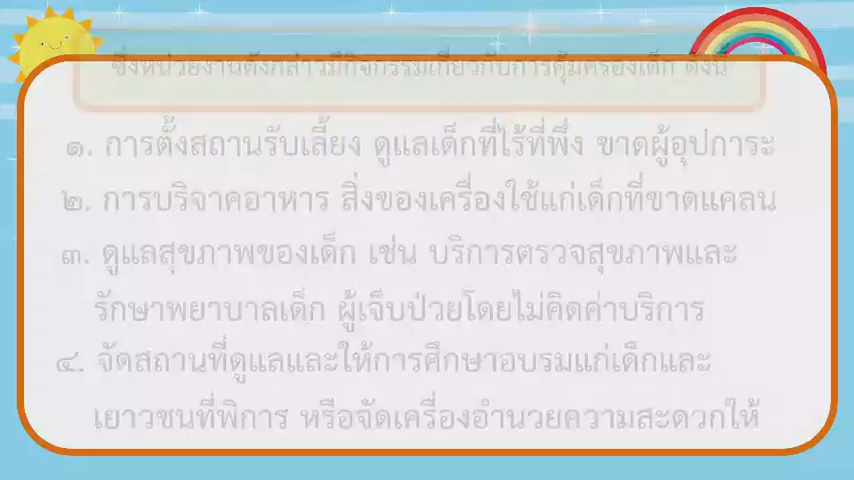 ซึ่งหน่วยงานดังกล่าวมีกิจกรรมเกี่ยวกับการคุ้มครองเด็ก ดังนี้
๑. การตั้งสถานรับเลี้ยง ดูแลเด็กที่ไร้ที่พึ่ง ขาดผู้อุปการะ
๒. การบริจาคอาหาร สิ่งของเครื่องใช้แก่เด็กที่ขาดแคลน
๓. ดูแลสุขภาพของเด็ก เช่น บริการตรวจสุขภาพและ
รักษาพยาบาลเด็ก ผู้เจ็บป่วยโดยไม่คิดค่าบริการ
๔. จัดสถานที่ดูแลและให้การศึกษาอบรมแก่เด็กและ
เยาวชนที่พิการ หรือจัดเครื่องอำนวยความสะดวกให้